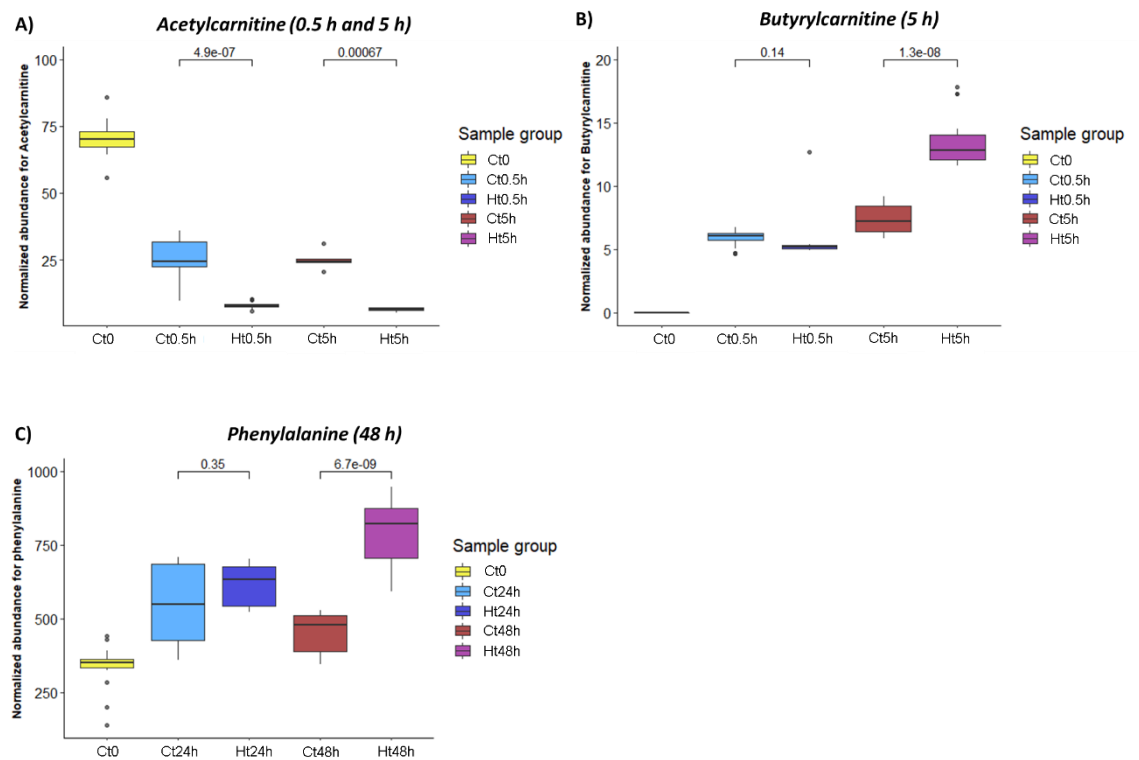 A)
Acetylcarnitine (0.5 h and 5 h)
Normalized abundance for Acetylcarnitine
100
75
50
25
4.9e-07
0.00067
Ct0
Ct0.5h
Ht0.5h
Ct5h
Ht5h
Sample group
Ct0
Ct0.5h
Ht0.5h
Ct5h
Ht5h
B)
Butyrylcarnitine (5 h)
Normalized abundance for Butyrylcarnitine
20
15
10
5
0
0.14
1.3e-08
Ct0
Ct0.5h
Ht0.5h
Ct5h
Ht5h
Sample group
Ct0
Ct0.5h
Ht0.5h
Ct5h
Ht5h
C)
Phenylalanine (48 h)
Normalized abundance for phenylalanine
1000
750
500
250
0.35
6.7e-09
Ct0
Ct24h
Ht24h
Ct48h
Ht48h
Sample group
Ct0
Ct24h
Ht24h
Ct48h
Ht48h